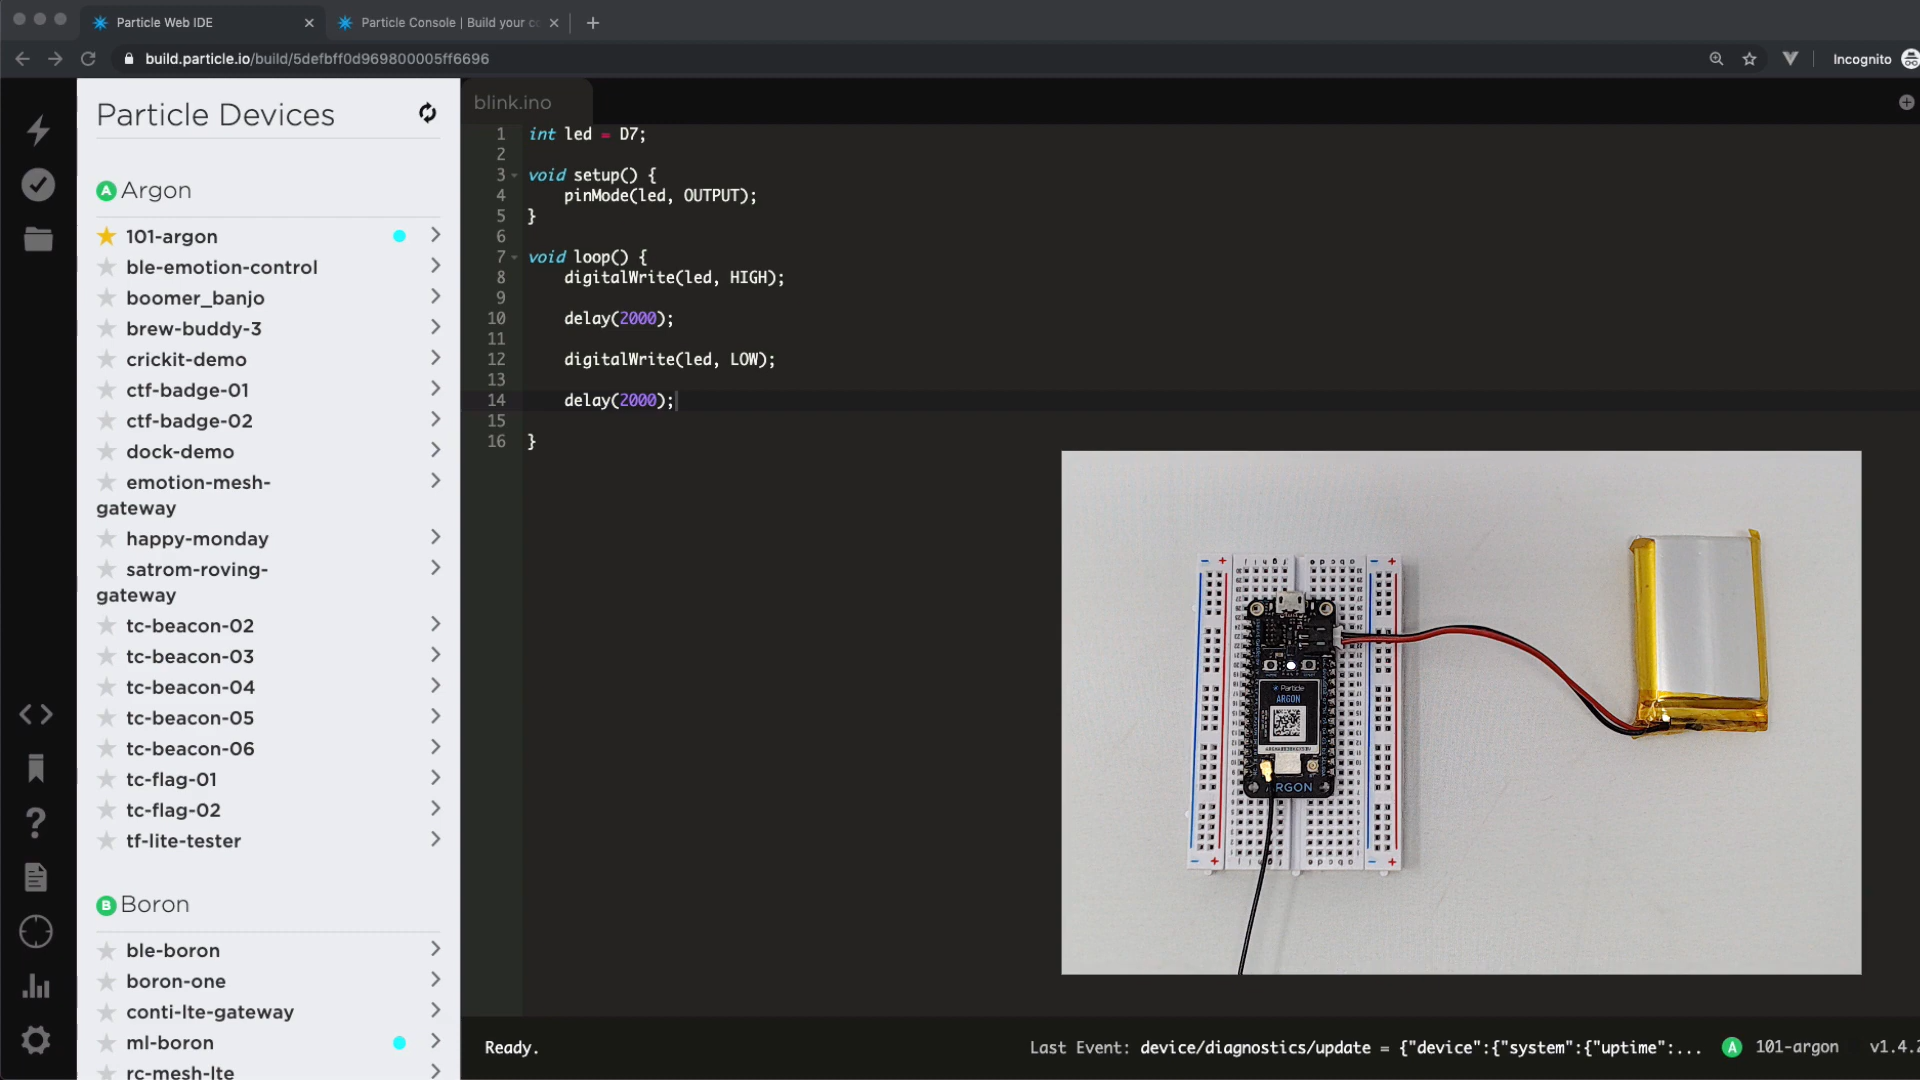 Particle Web IDE
Particle Console | Build your co
build.particle.io/build/5defbff0d969800005ff6696
Incognito
Particle Devices
A Argon
101-argon
ble-emotion-control
boomer_banjo
brew-buddy-3
crickit-demo
ctf-badge-01
ctf-badge-02
dock-demo
emotion-mesh-
gateway
happy-monday
satrom-roving-
gateway
tc-beacon-02
tc-beacon-03
tc-beacon-04
tc-beacon-05
tc-beacon-06
tc-flag-01
tc-flag-02
tf-lite-tester
B Boron
ble-boron
boron-one
conti-lte-gateway
ml-boron
rc-mesh-lte
blink.ino
1 int led = D7;
2
3 void setup() {
4 pinMode(led, OUTPUT);
5 }
6
7 void loop() {
8 digitalWrite(led, HIGH);
9
10 delay(2000);
11
12 digitalWrite(led, LOW);
13
14 delay(2000);
15
16 }
Particle
ARGON
ARGON
Ready.
Last Event: device/diagnostics/update = {"device":{"system":{"uptime":...
A 101-argon
v1.4.2